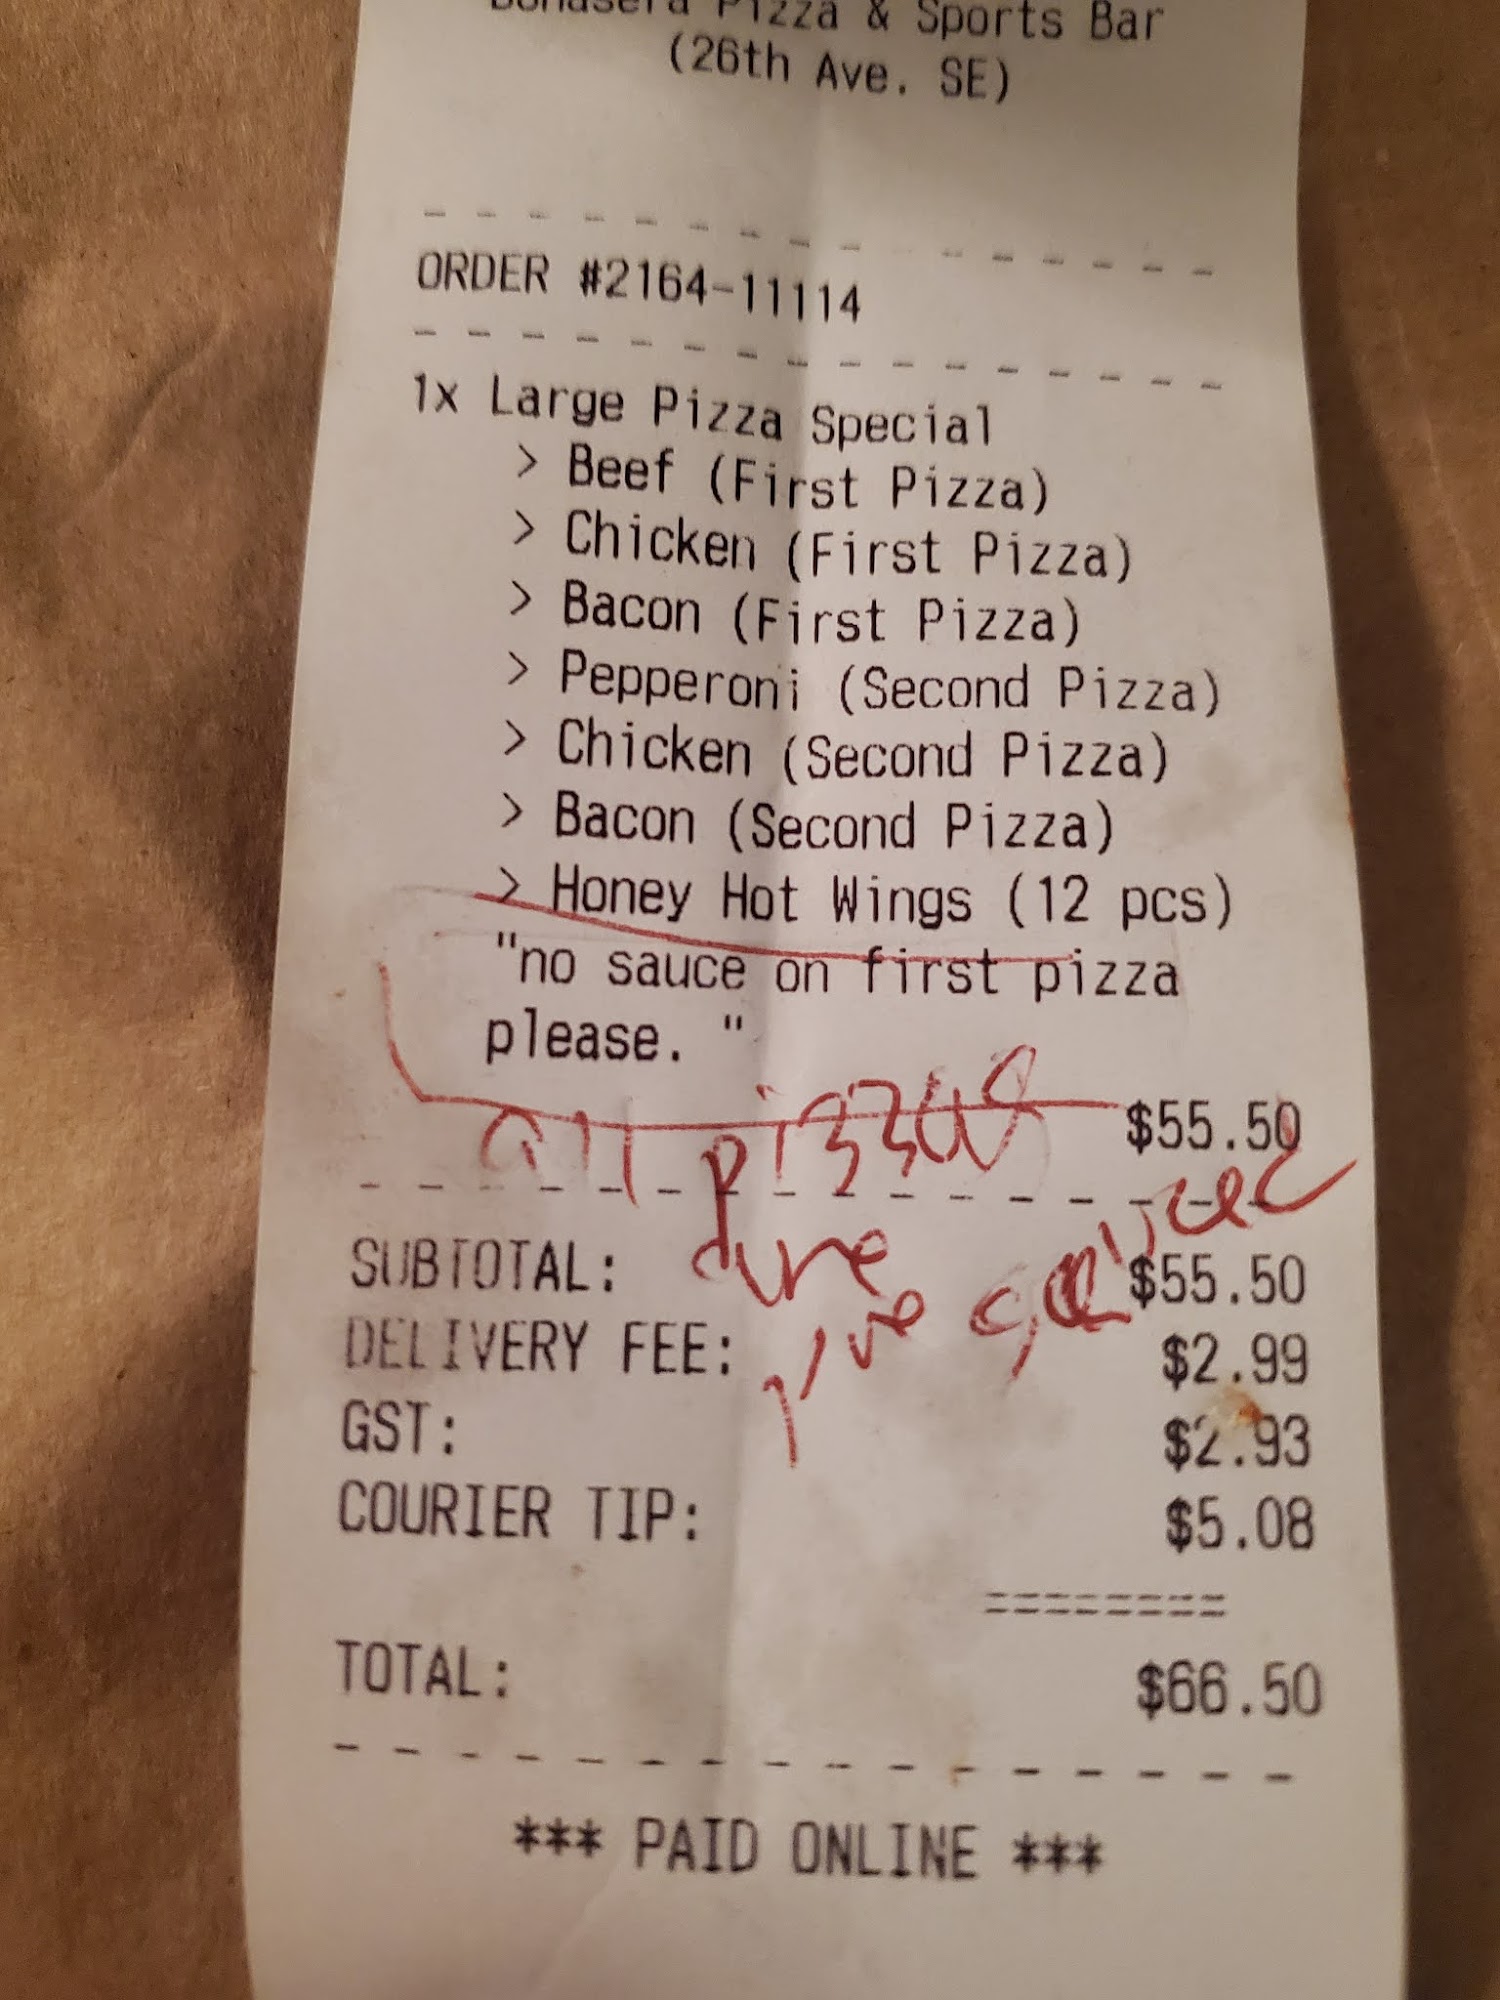 Pizza & Sports Bar
(26th Ave. SE)
ORDER #2164-11114
1x Large Pizza Special
> Beef (First Pizza)
> Chicken (First Pizza)
> Bacon (First Pizza)
> Pepperoni (Second Pizza)
> Chicken (Second Pizza)
> Bacon (Second Pizza)
> Honey Hot Wings (12 pcs)
"no sauce on first pizza
please. "
$55.50
all pizzas
SUBTOTAL: $55.50
DELIVERY FEE: $2.99
GST: $2.93
COURIER TIP: $5.08
========
TOTAL: $66.50
*** PAID ONLINE ***